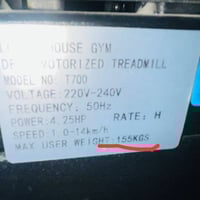 HOUSE GYM
MOTORIZED TREADMILL
MODEL NO: T700
VOLTAGE: 220V-240V
FREQUENCY: 50Hz
POWER: 4.25HP RATE: H
SPEED: 1.0-14km/h
MAX USER WEIGHT: 155KGS